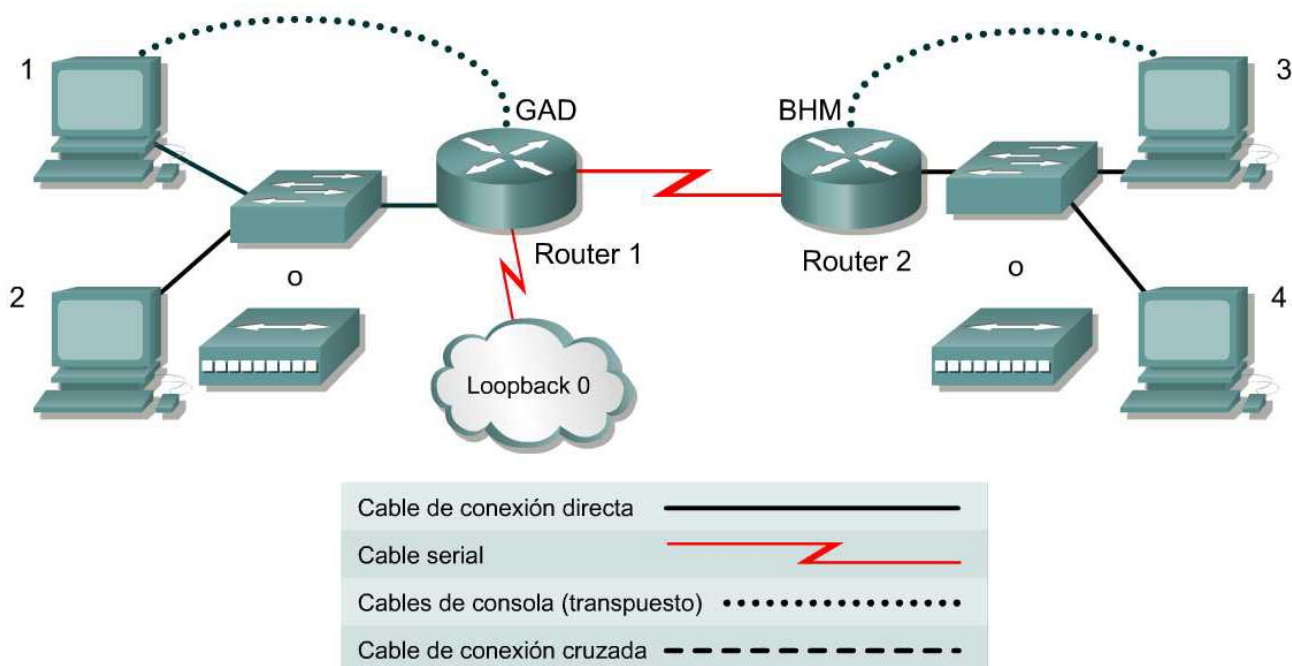 1
GAD
BHM
3
Router 1
Router 2
o
o
2
4
Loopback 0
Cable de conexión directa
Cable serial
Cables de consola (transpuesto)
Cable de conexión cruzada